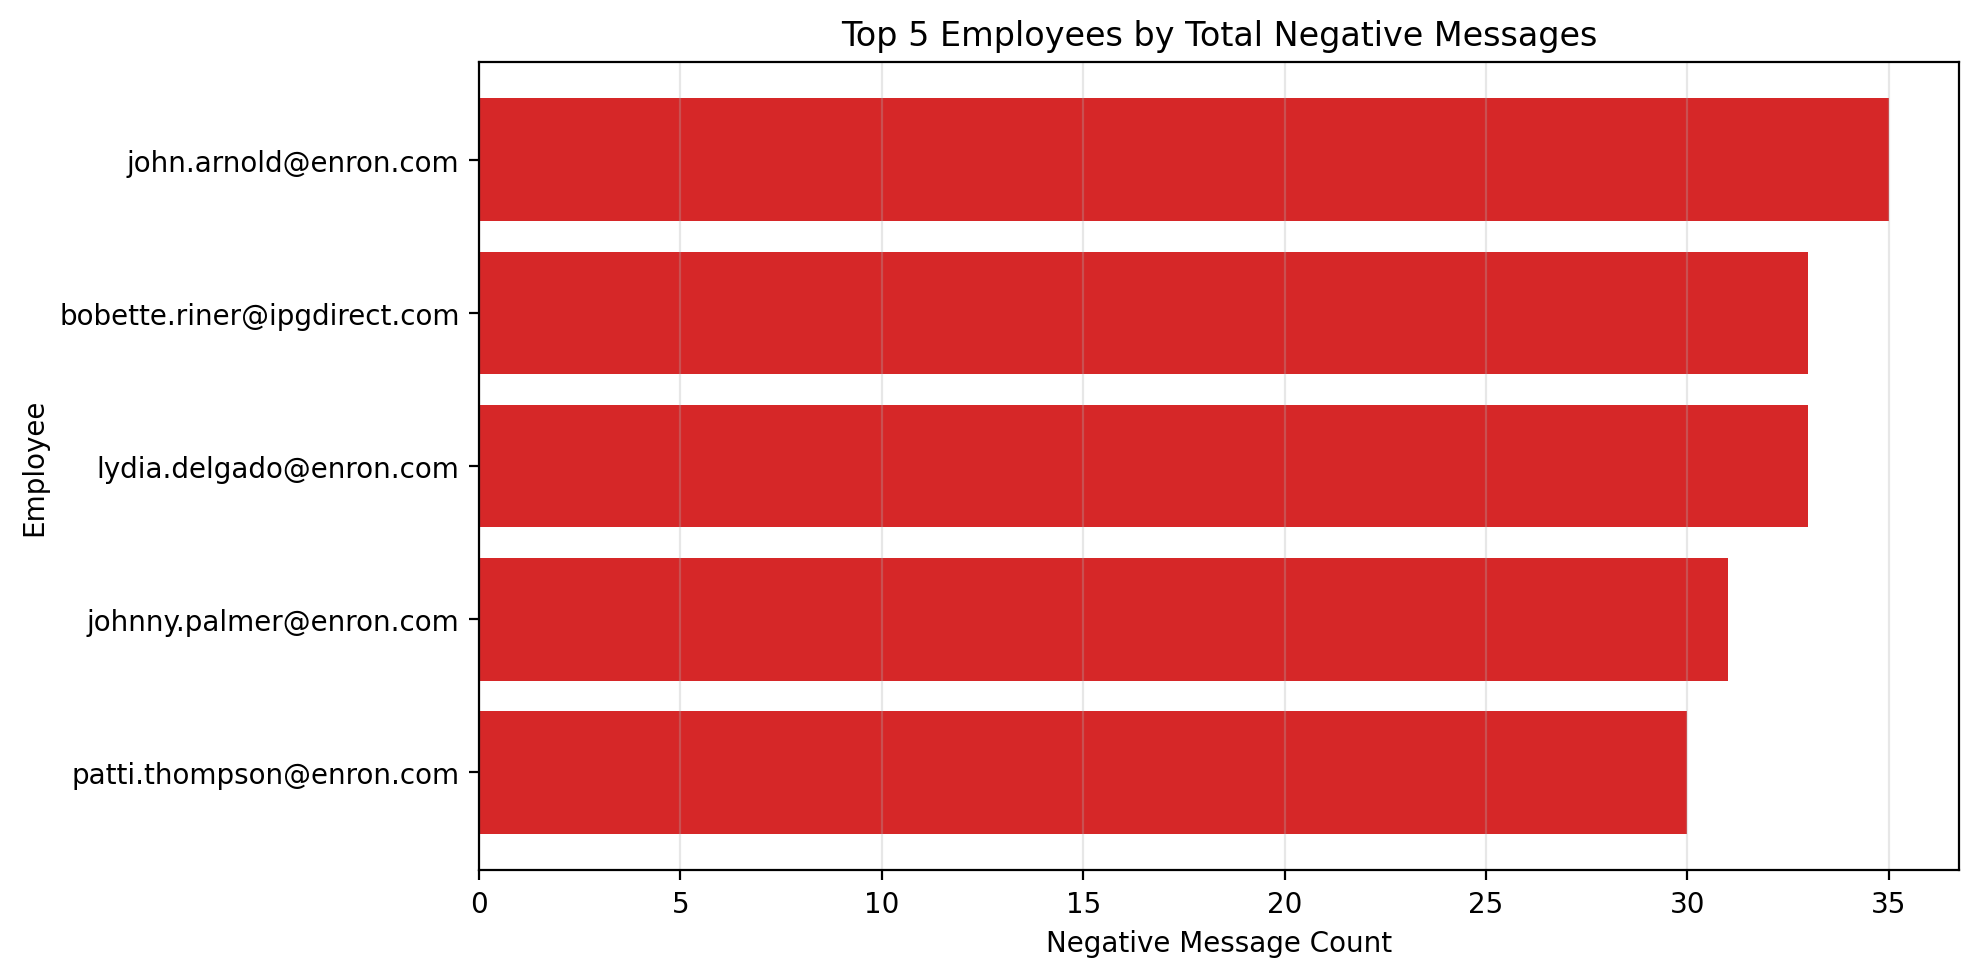 Top 5 Employees by Total Negative Messages
Employee
john.arnold@enron.com
bobette.riner@ipgdirect.com
lydia.delgado@enron.com
johnny.palmer@enron.com
patti.thompson@enron.com
0 5 10 15 20 25 30 35
Negative Message Count